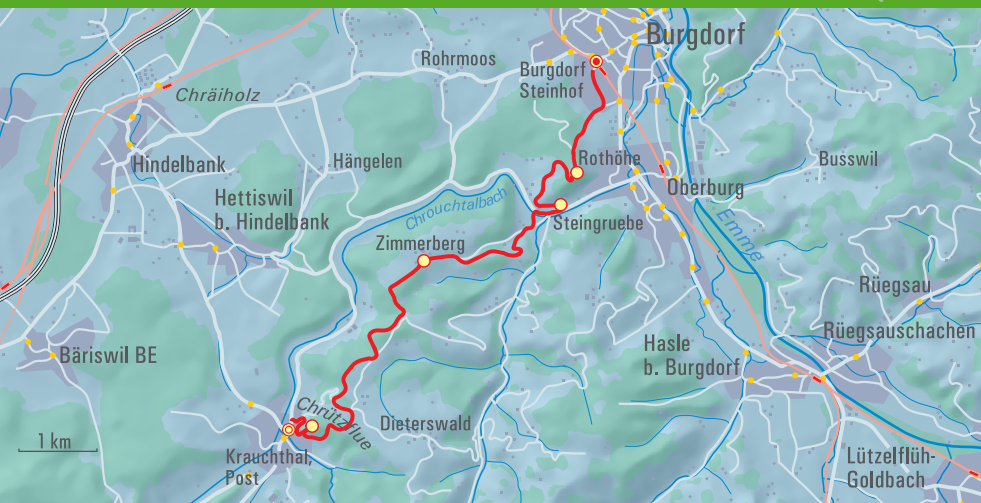 Burgdorf
Rohrmoos
Burgdorf
Steinhof
Chräiholz
Hindelbank
Hängelen
Rothöhe
Busswil
Oberburg
Hettiswil
b. Hindelbank
Chrouchtalbach
Steingruebe
Emme
Zimmerberg
Rüegsau
Rüegsauschachen
Bäriswil BE
Hasle
b. Burgdorf
Chrützflue
Dieterswald
1 km
Krauchthal,
Post
Lützelflüh-
Goldbach